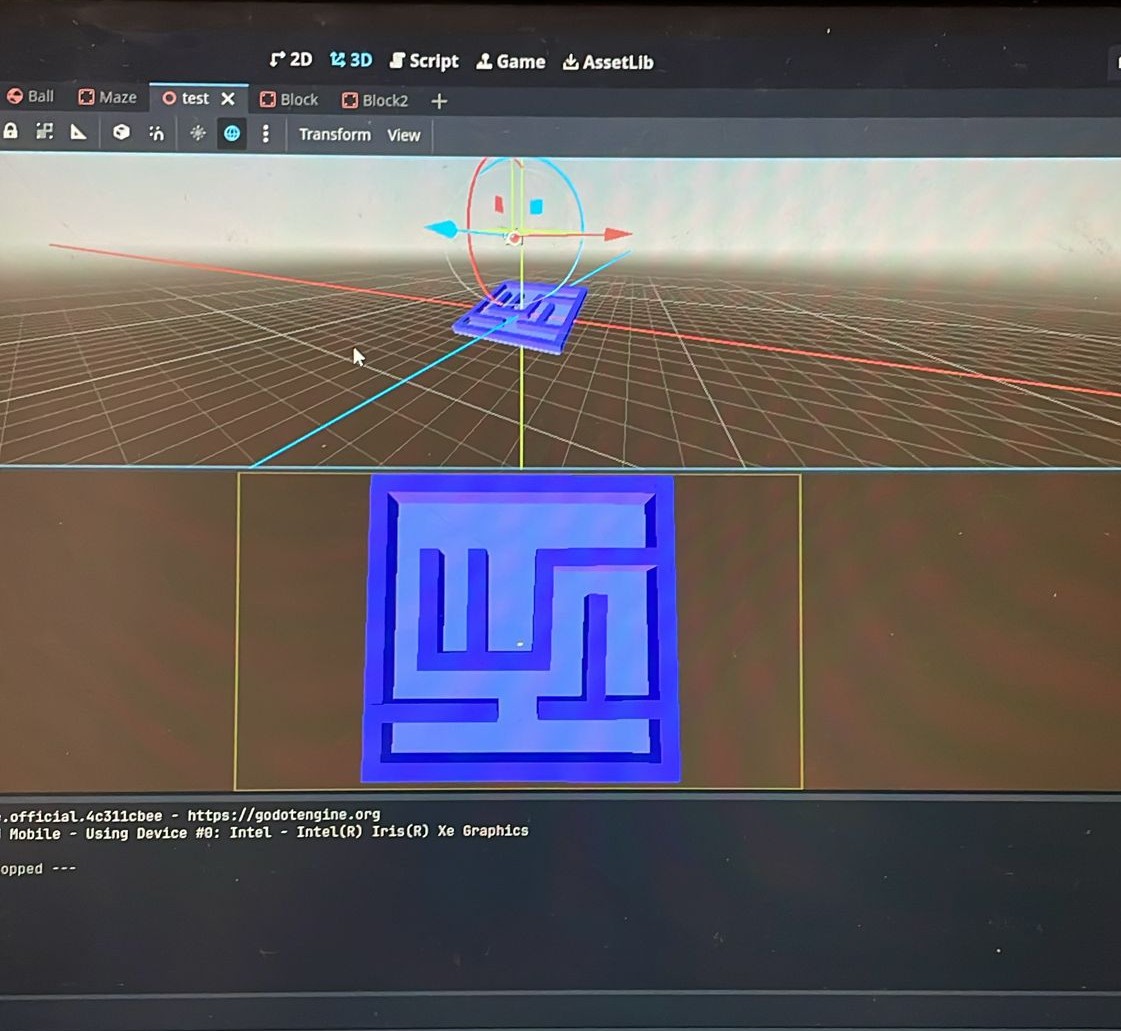 2D 3D Script Game AssetLib
Ball Maze test Block Block2
Transform View
.official.4c311cbee - https://godotengine.org
Mobile - Using Device #0: Intel - Intel(R) Iris(R) Xe Graphics
opped ---